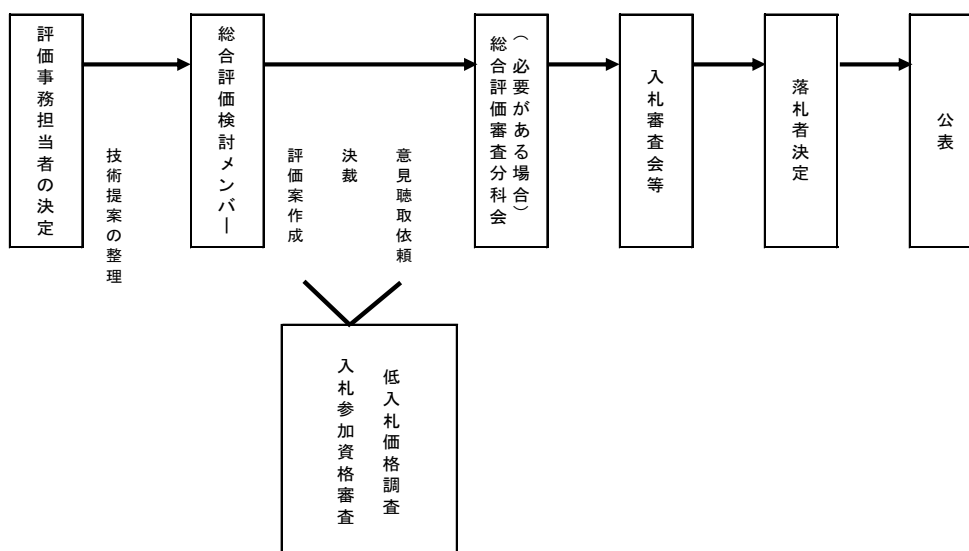 評価事務担当者の決定
技術提案の整理
総合評価検討メンバー
評価案作成
決裁
意見聴取依頼
総合評価審査分科会
（必要がある場合）
入札審査会等
落札者決定
公表
入札参加資格審査
低入札価格調査